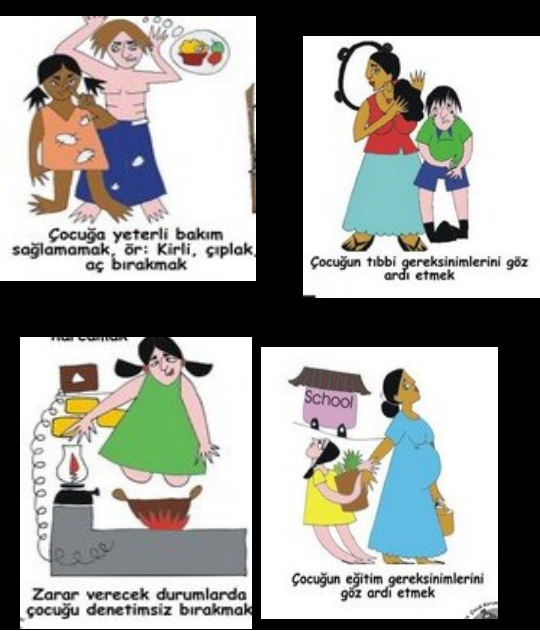 Çocuğa yeterli bakım
sağlamamak, ör: Kirli, çıplak,
aç bırakmak
Çocuğun tıbbi gereksinimlerini göz
ardı etmek
School
Zarar verecek durumlarda
çocuğu denetimsiz bırakmak
Çocuğun eğitim gereksinimlerini
göz ardı etmek